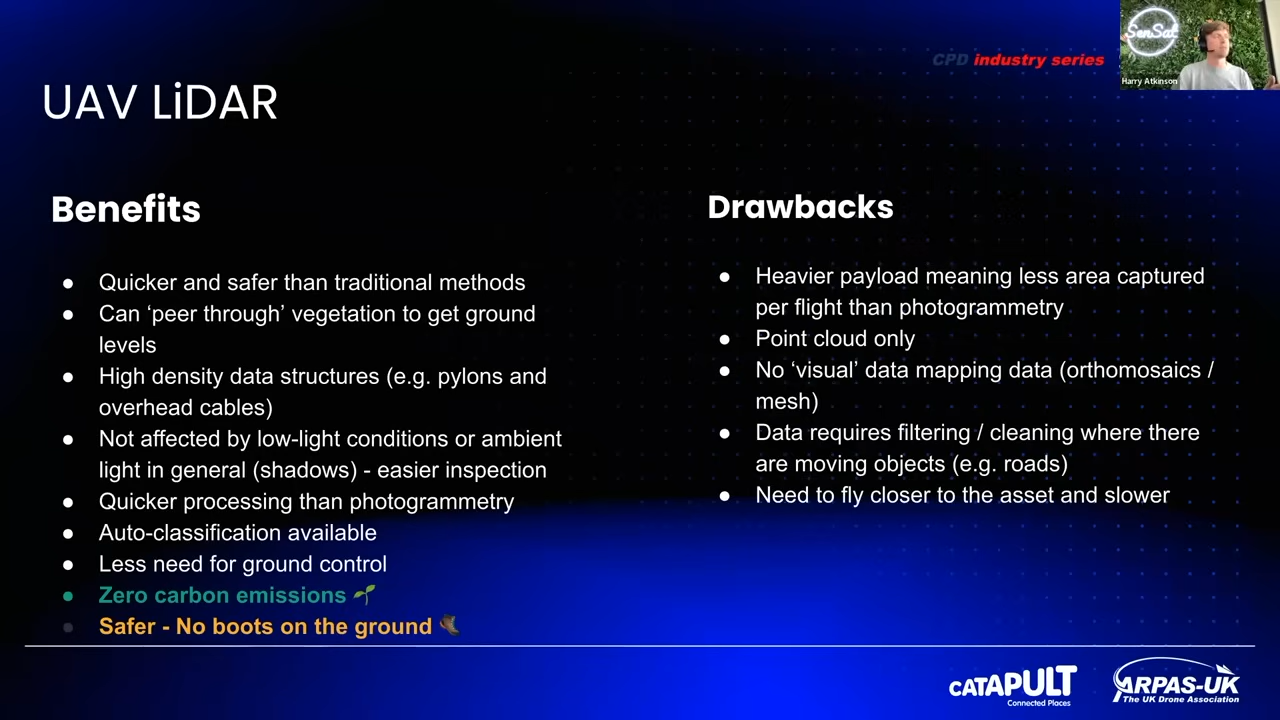 CPD industry series
SenSat
Harry Atkinson
UAV LiDAR
Benefits
Quicker and safer than traditional methods
Can ‘peer through’ vegetation to get ground
levels
High density data structures (e.g. pylons and
overhead cables)
Not affected by low-light conditions or ambient
light in general (shadows) - easier inspection
Quicker processing than photogrammetry
Auto-classification available
Less need for ground control
Zero carbon emissions 🌱
Safer - No boots on the ground 🥾
Drawbacks
Heavier payload meaning less area captured
per flight than photogrammetry
Point cloud only
No ‘visual’ data mapping data (orthomosaics /
mesh)
Data requires filtering / cleaning where there
are moving objects (e.g. roads)
Need to fly closer to the asset and slower
CATAPULT
Connected Places
ARPAS-UK
The UK Drone Association